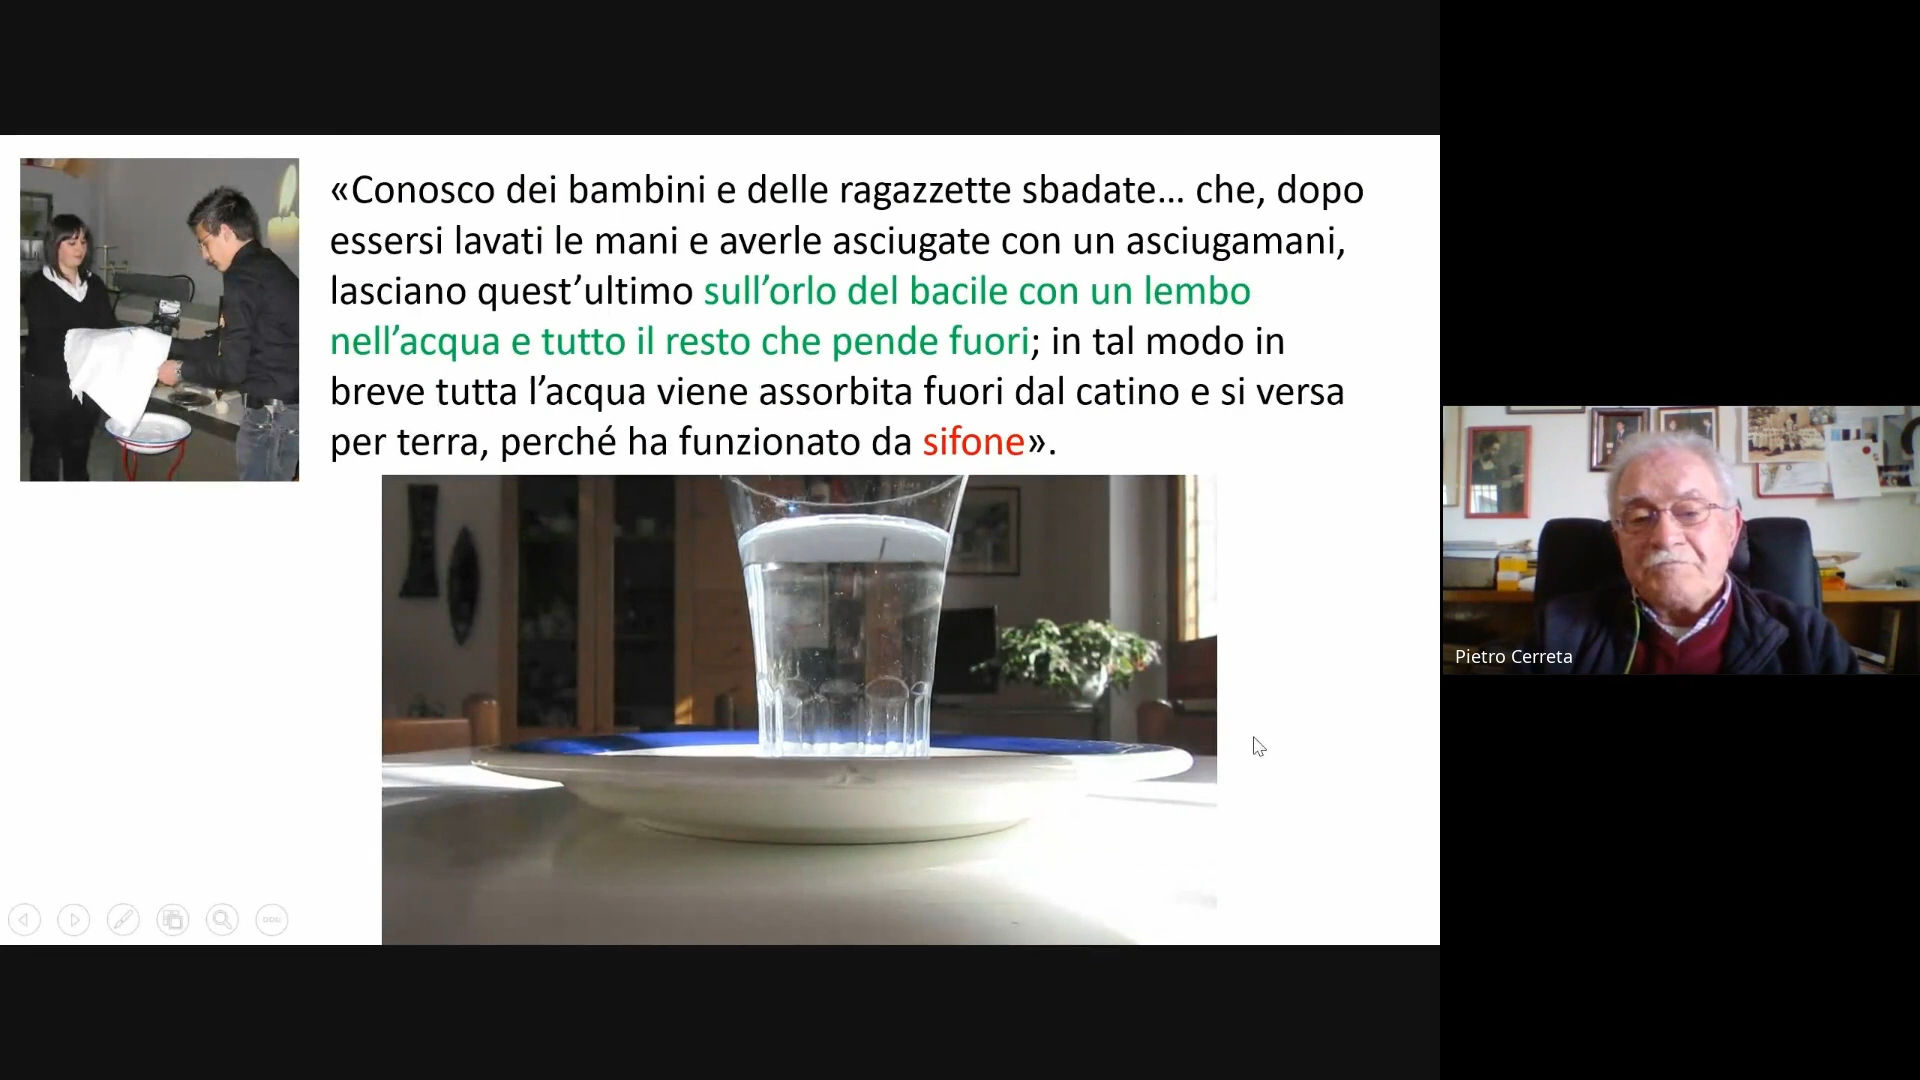 «Conosco dei bambini e delle ragazzette sbadate... che, dopo
essersi lavati le mani e averle asciugate con un asciugamani,
lasciano quest’ultimo sull’orlo del bacile con un lembo
nell’acqua e tutto il resto che pende fuori; in tal modo in
breve tutta l’acqua viene assorbita fuori dal catino e si versa
per terra, perché ha funzionato da sifone».
Pietro Cerreta